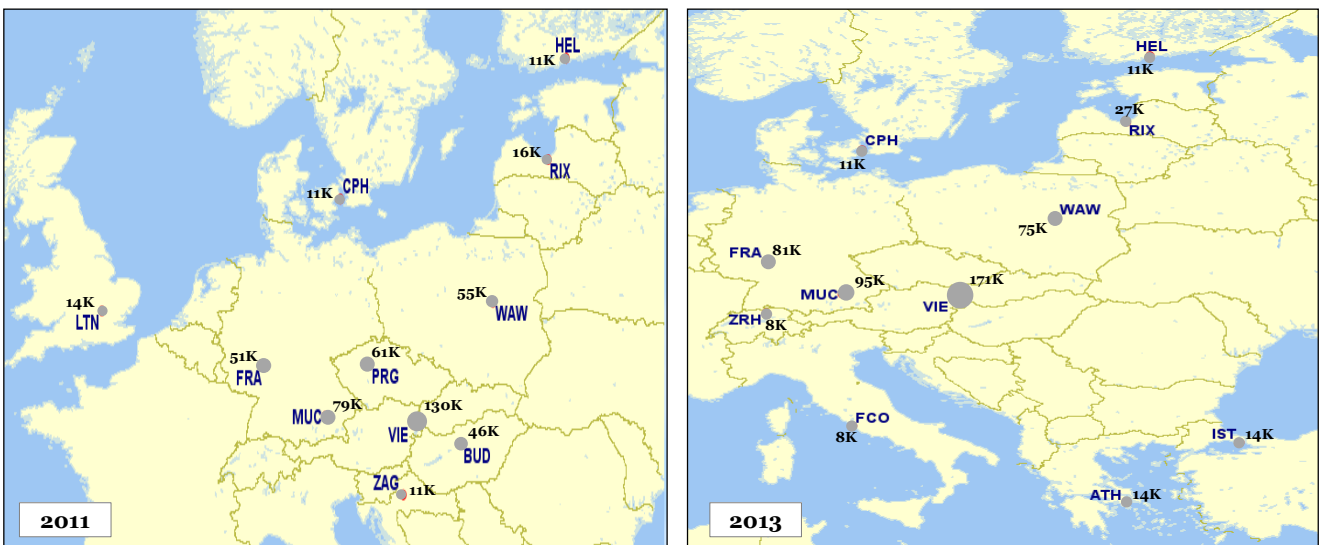 HEL
11K
16K
RIX
CPH
11K
14K
LTN
55K
WAW
51K
FRA
61K
PRG
MUC
79K
130K
VIE
46K
BUD
ZAG
11K
2011
HEL
11K
27K
RIX
CPH
11K
WAW
75K
FRA
81K
MUC
95K
171K
VIE
ZRH
8K
FCO
8K
IST
14K
ATH
14K
2013